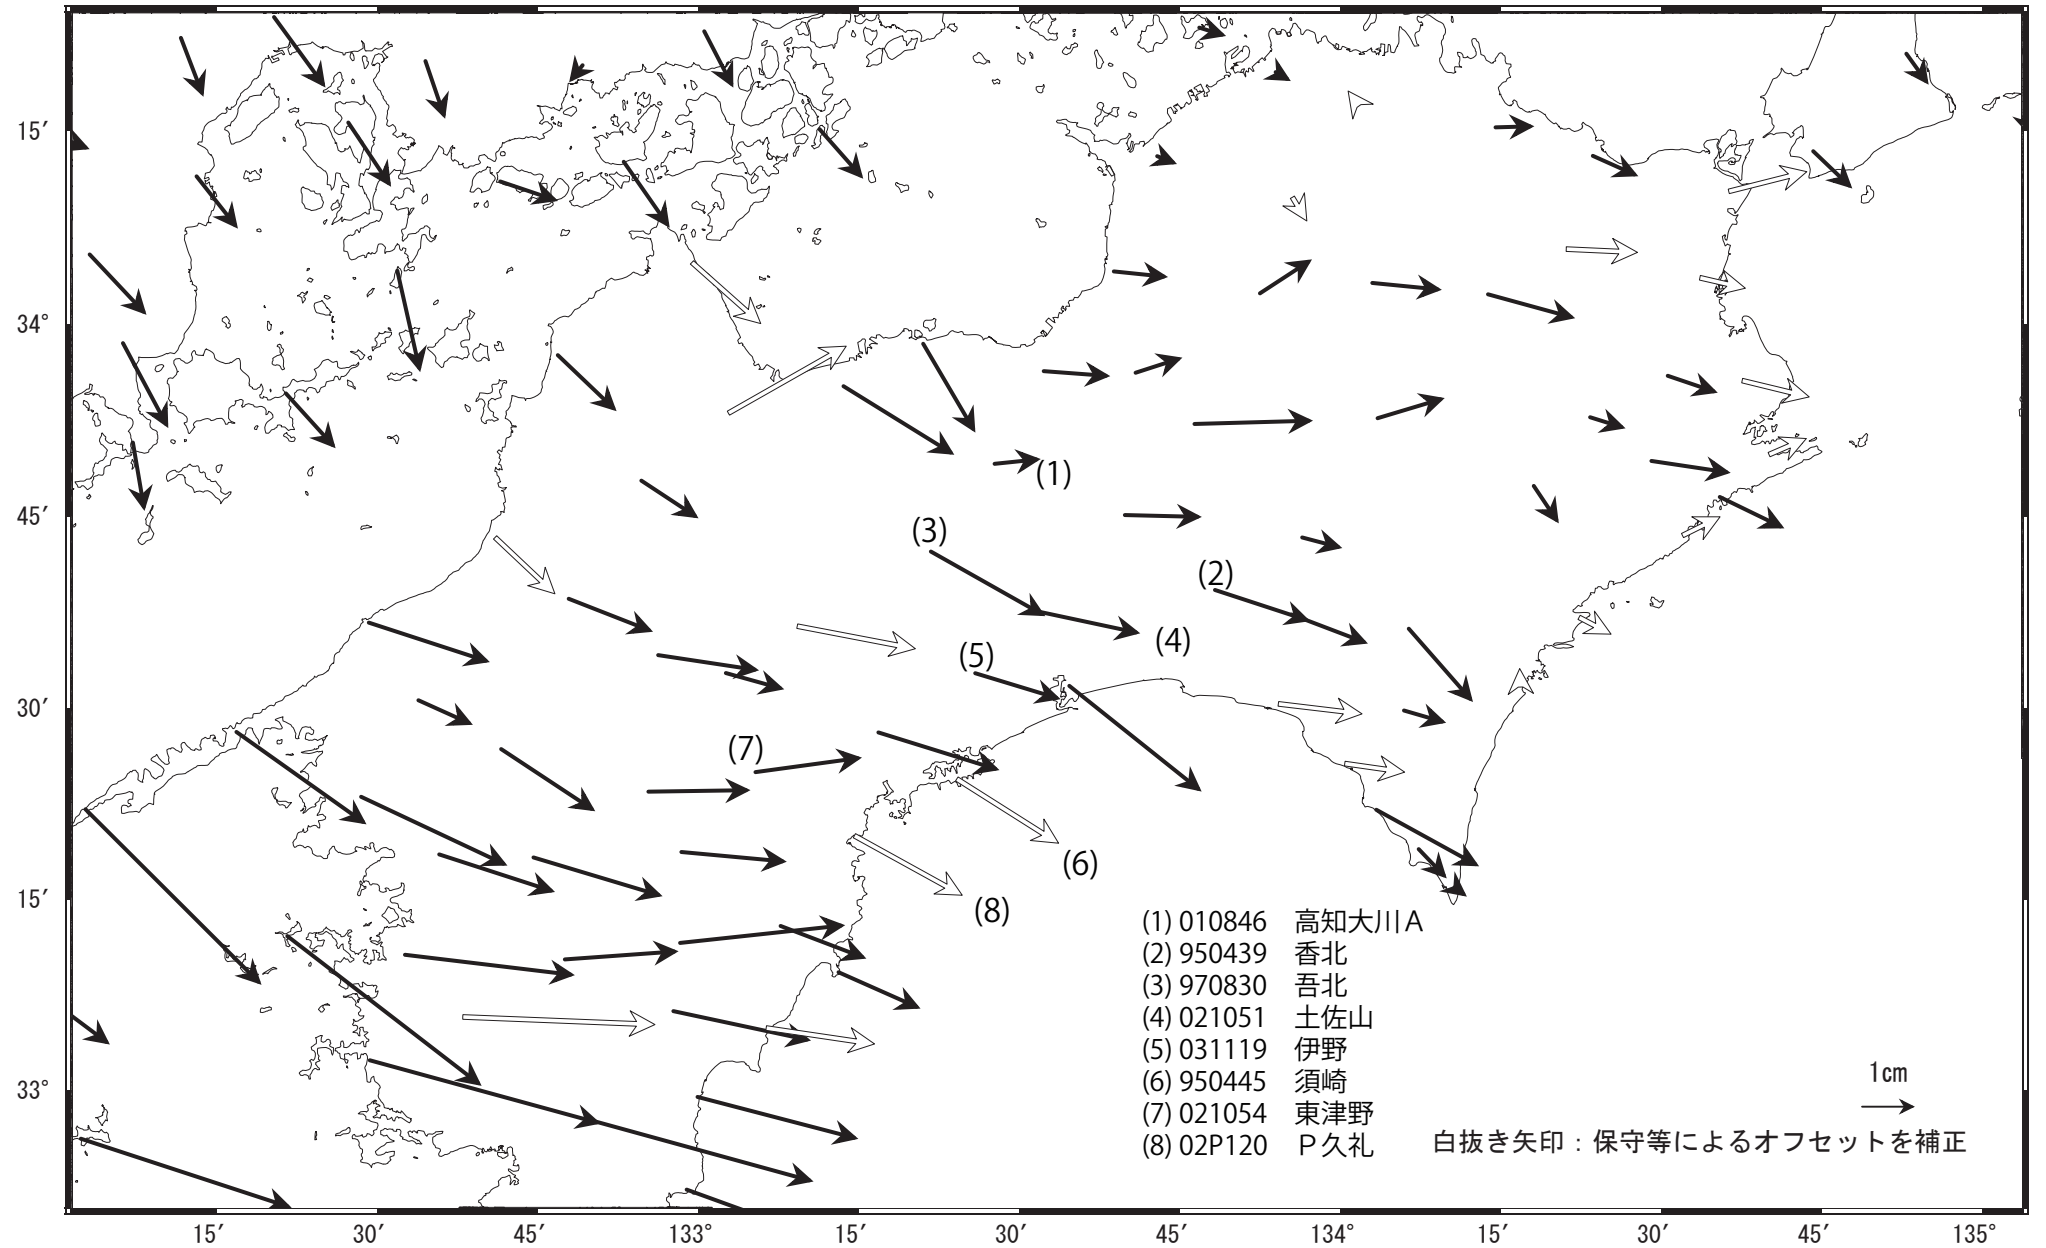 15′
34°
(1)
45′
(3)
(2)
(4)
(5)
30′
(7)
(6)
15′
(8)
(1) 010846 高知大川A
(2) 950439 香北
(3) 970830 吾北
(4) 021051 土佐山
(5) 031119 伊野
(6) 950445 須崎
(7) 021054 東津野
(8) 02P120 P久礼
1cm
33°
白抜き矢印：保守等によるオフセットを補正
15′ 30′ 45′ 133° 15′ 30′ 45′ 134° 15′ 30′ 45′ 135°